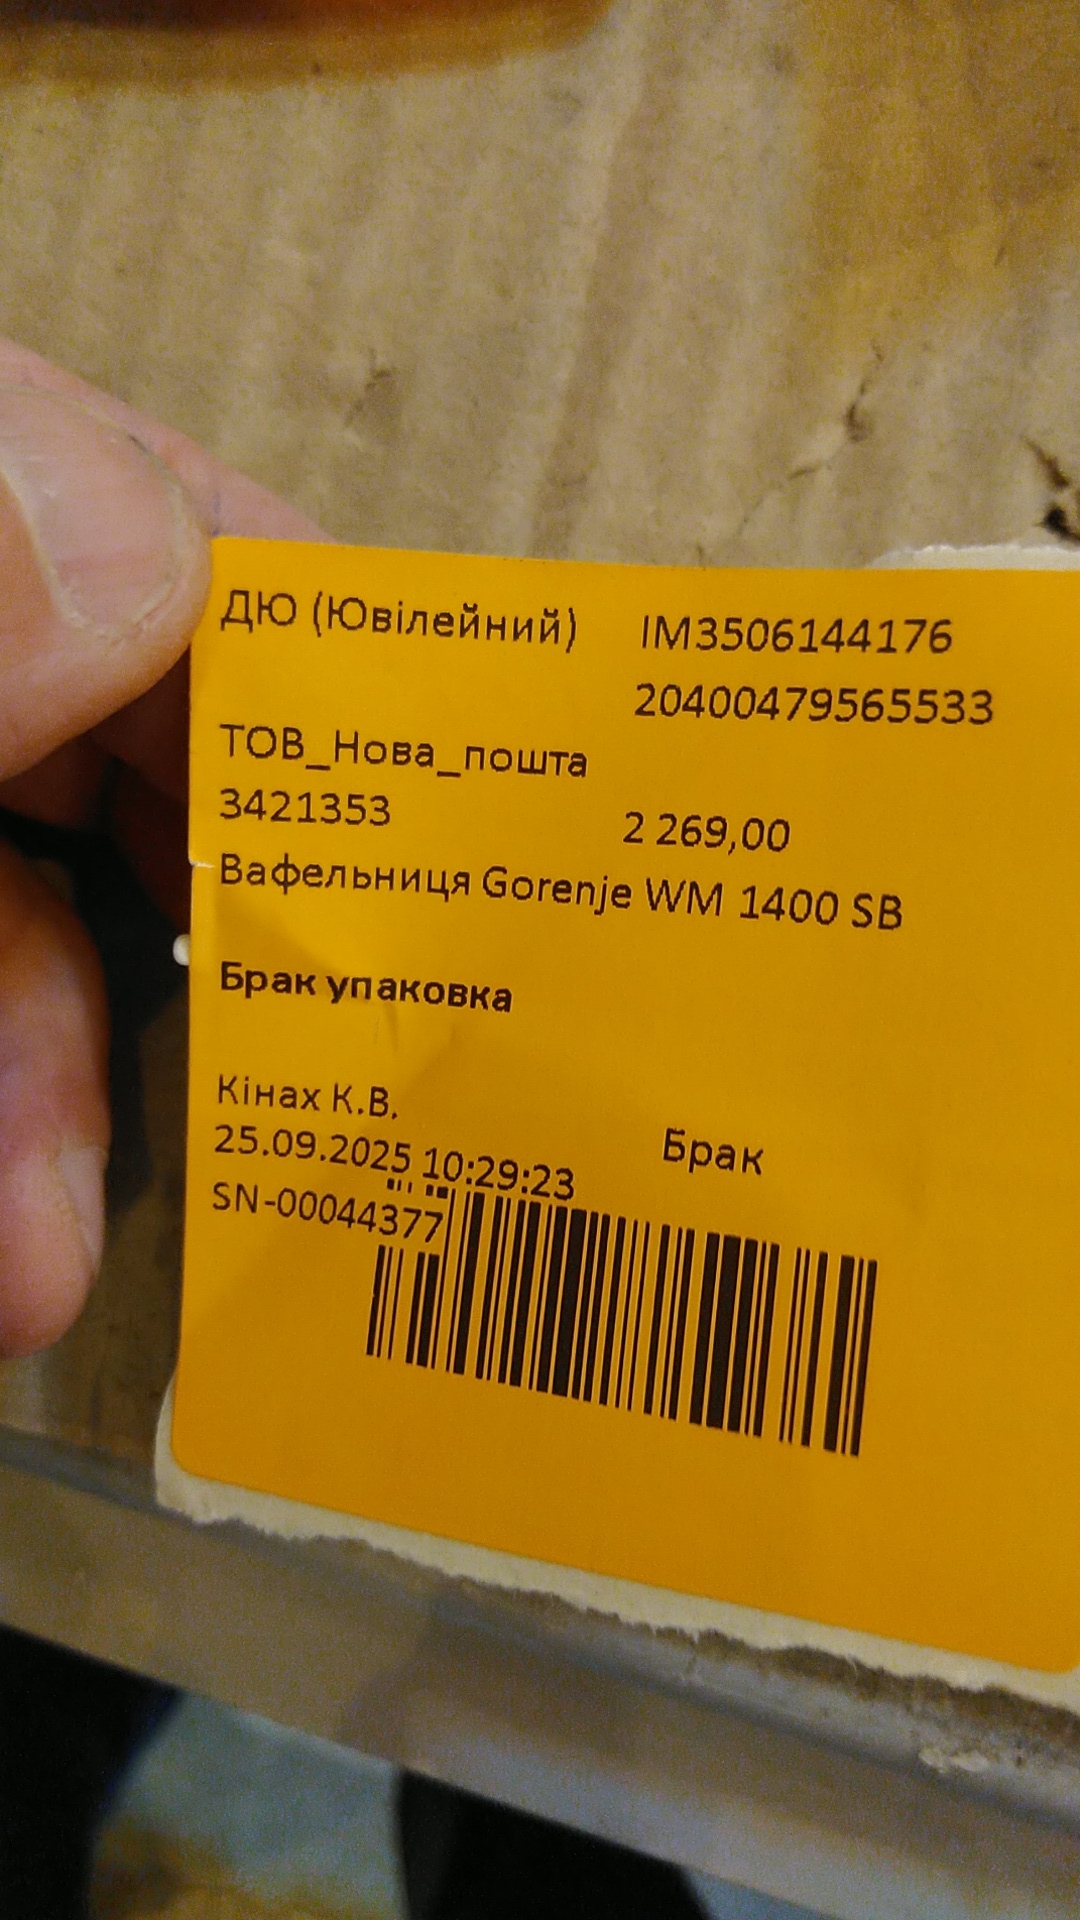 ДЮ (Ювілейний) ІМ3506144176
20400479565533
ТОВ_Нова_пошта
3421353 2 269,00
Вафельниця Gorenje WM 1400 SB
Брак упаковка
Кінах К.В.
25.09.2025 10:29:23 Брак
SN-00044377